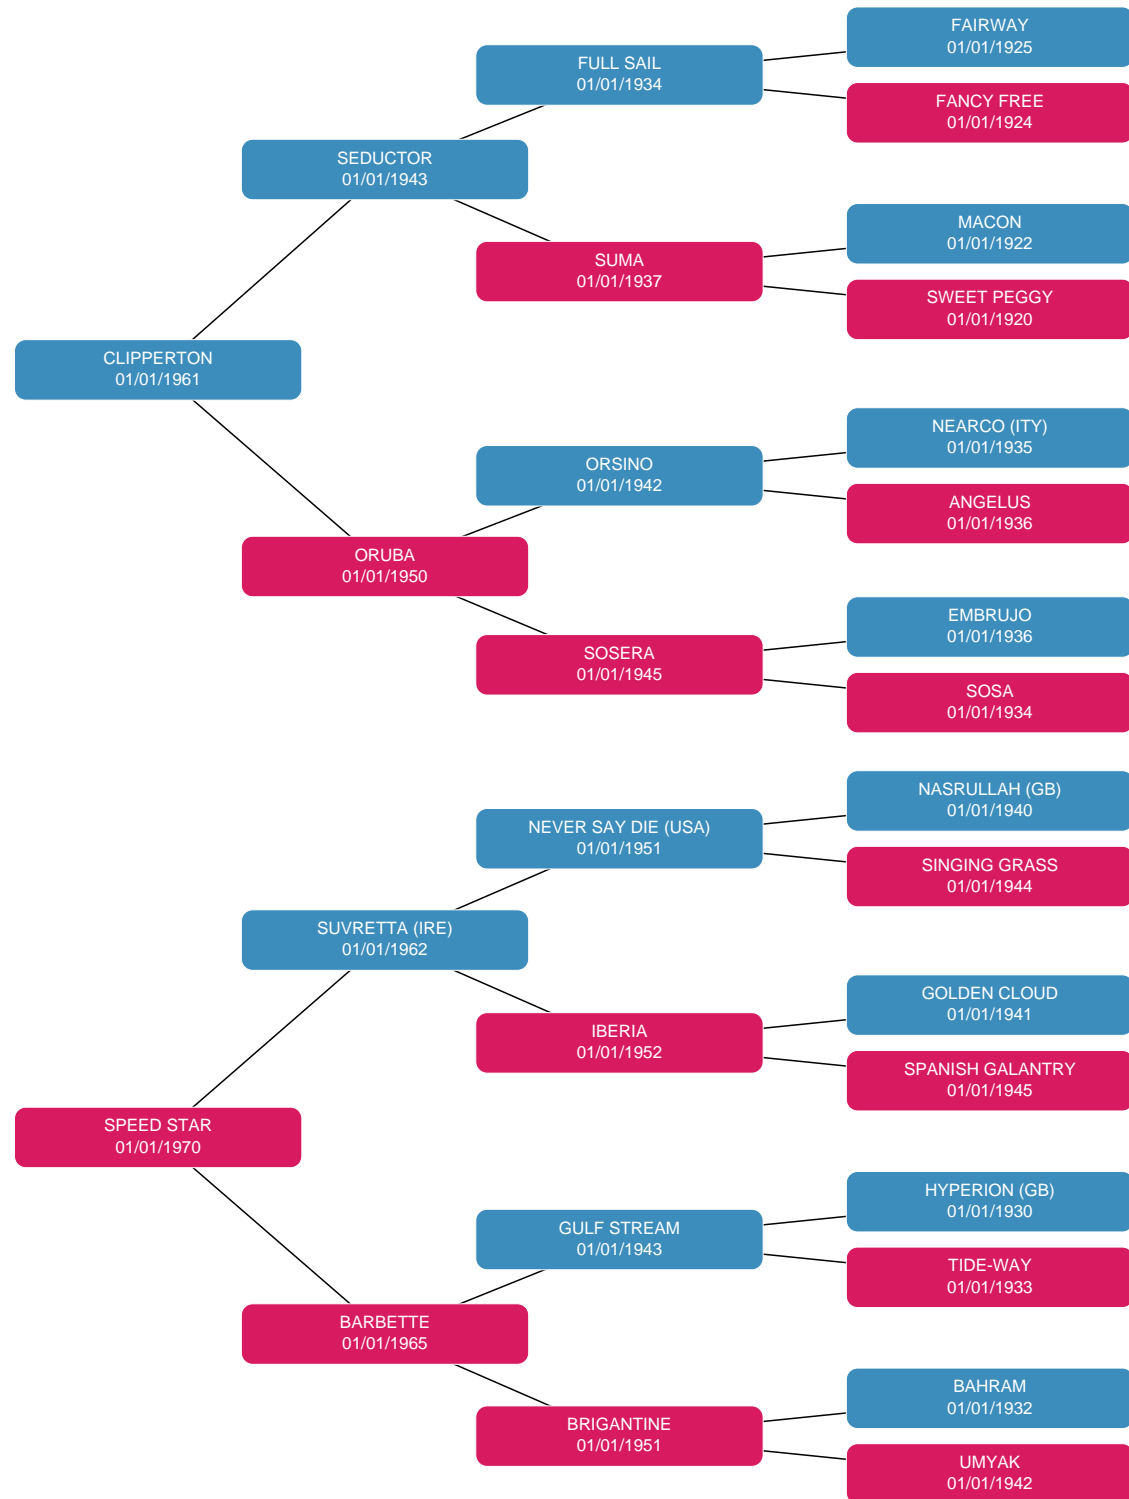 FAIRWAY
01/01/1925
FULL SAIL
01/01/1934
FANCY FREE
01/01/1924
SEDUCTOR
01/01/1943
MACON
01/01/1922
SUMA
01/01/1937
SWEET PEGGY
01/01/1920
CLIPPERTON
01/01/1961
NEARCO (ITY)
01/01/1935
ORSINO
01/01/1942
ANGELUS
01/01/1936
ORUBA
01/01/1950
EMBRUJO
01/01/1936
SOSERA
01/01/1945
SOSA
01/01/1934
NASRULLAH (GB)
01/01/1940
NEVER SAY DIE (USA)
01/01/1951
SINGING GRASS
01/01/1944
SUVRETTA (IRE)
01/01/1962
GOLDEN CLOUD
01/01/1941
IBERIA
01/01/1952
SPANISH GALANTRY
01/01/1945
SPEED STAR
01/01/1970
HYPERION (GB)
01/01/1930
GULF STREAM
01/01/1943
TIDE-WAY
01/01/1933
BARBETTE
01/01/1965
BAHRAM
01/01/1932
BRIGANTINE
01/01/1951
UMYAK
01/01/1942